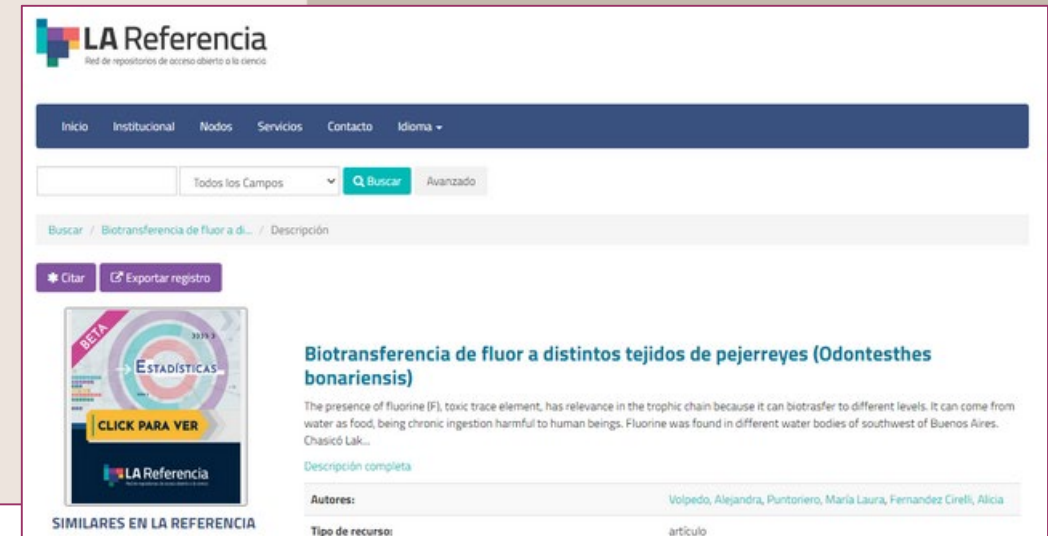 LA Referencia
Red de repositorios de acceso abierto a la ciencia
Inicio Institucional Nodos Servicios Contacto Idioma
Todos los Campos Buscar Avanzado
Buscar / Biotransferencia de fluor a di... / Descripción
Citar Exportar registro
BETA
ESTADÍSTICAS
CLICK PARA VER
LA Referencia
SIMILARES EN LA REFERENCIA
Biotransferencia de fluor a distintos tejidos de pejerreyes (Odontesthes
bonariensis)
The presence of fluorine (F), toxic trace element, has relevance in the trophic chain because it can biotrasfer to different levels. It can come from
water as food, being chronic ingestion harmful to human beings. Fluorine was found in different water bodies of southwest of Buenos Aires.
Chasicó Lak...
Descripción completa
Autores: Volpedo, Alejandra, Puntoriero, María Laura, Fernandez Cirelli, Alicia
Tipo de recurso: artículo